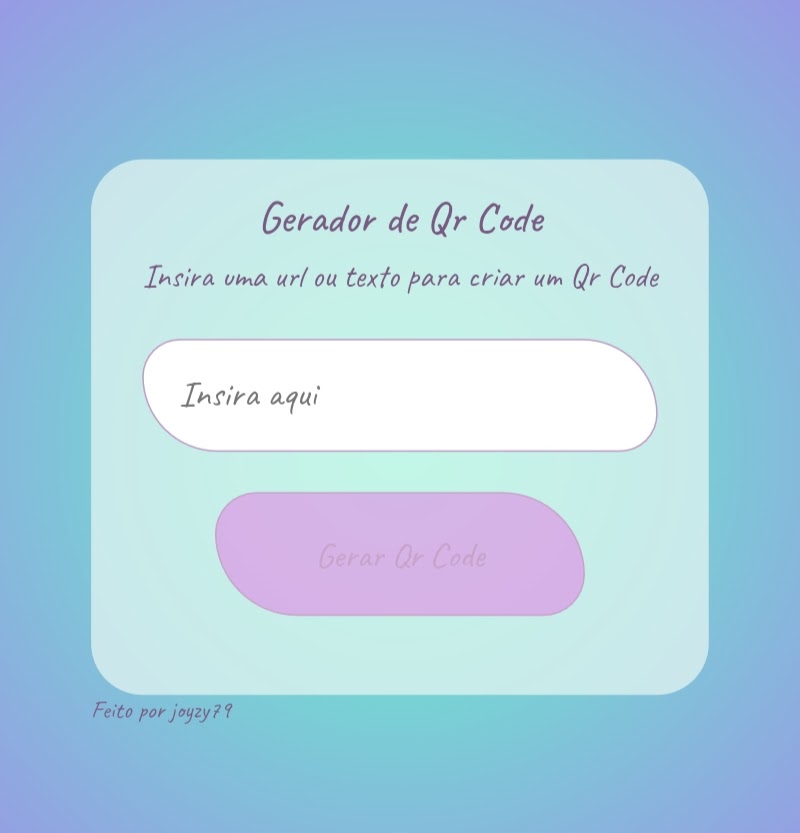 Gerador de Qr Code
Insira uma url ou texto para criar um Qr Code
Insira aqui
Gerar Qr Code
Feito por joyzy79